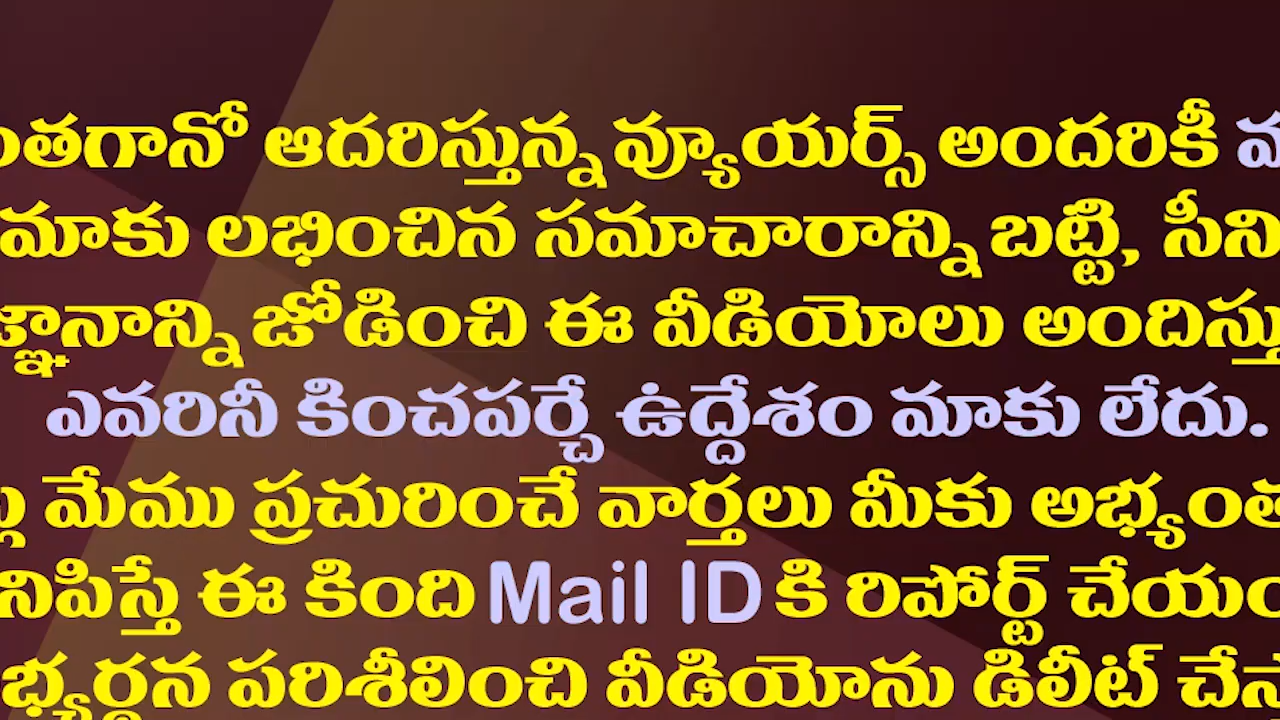 ంతగానో ఆదరిస్తున్న వ్యూయర్స్ అందరికీ
మాకు లభించిన సమాచారాన్ని బట్టి, సీని
జ్ఞానాన్ని జోడించి ఈ వీడియోలు అందిస్తు
ఎవరినీ కించపర్చే ఉద్దేశం మాకు లేదు.
మేము ప్రచురించే వార్తలు మీకు అభ్యంత
నిపిస్తే ఈ కింది Mail ID కి రిపోర్ట్ చేయం
భ్యర్థన పరిశీలించి వీడియోను డిలీట్ చేస